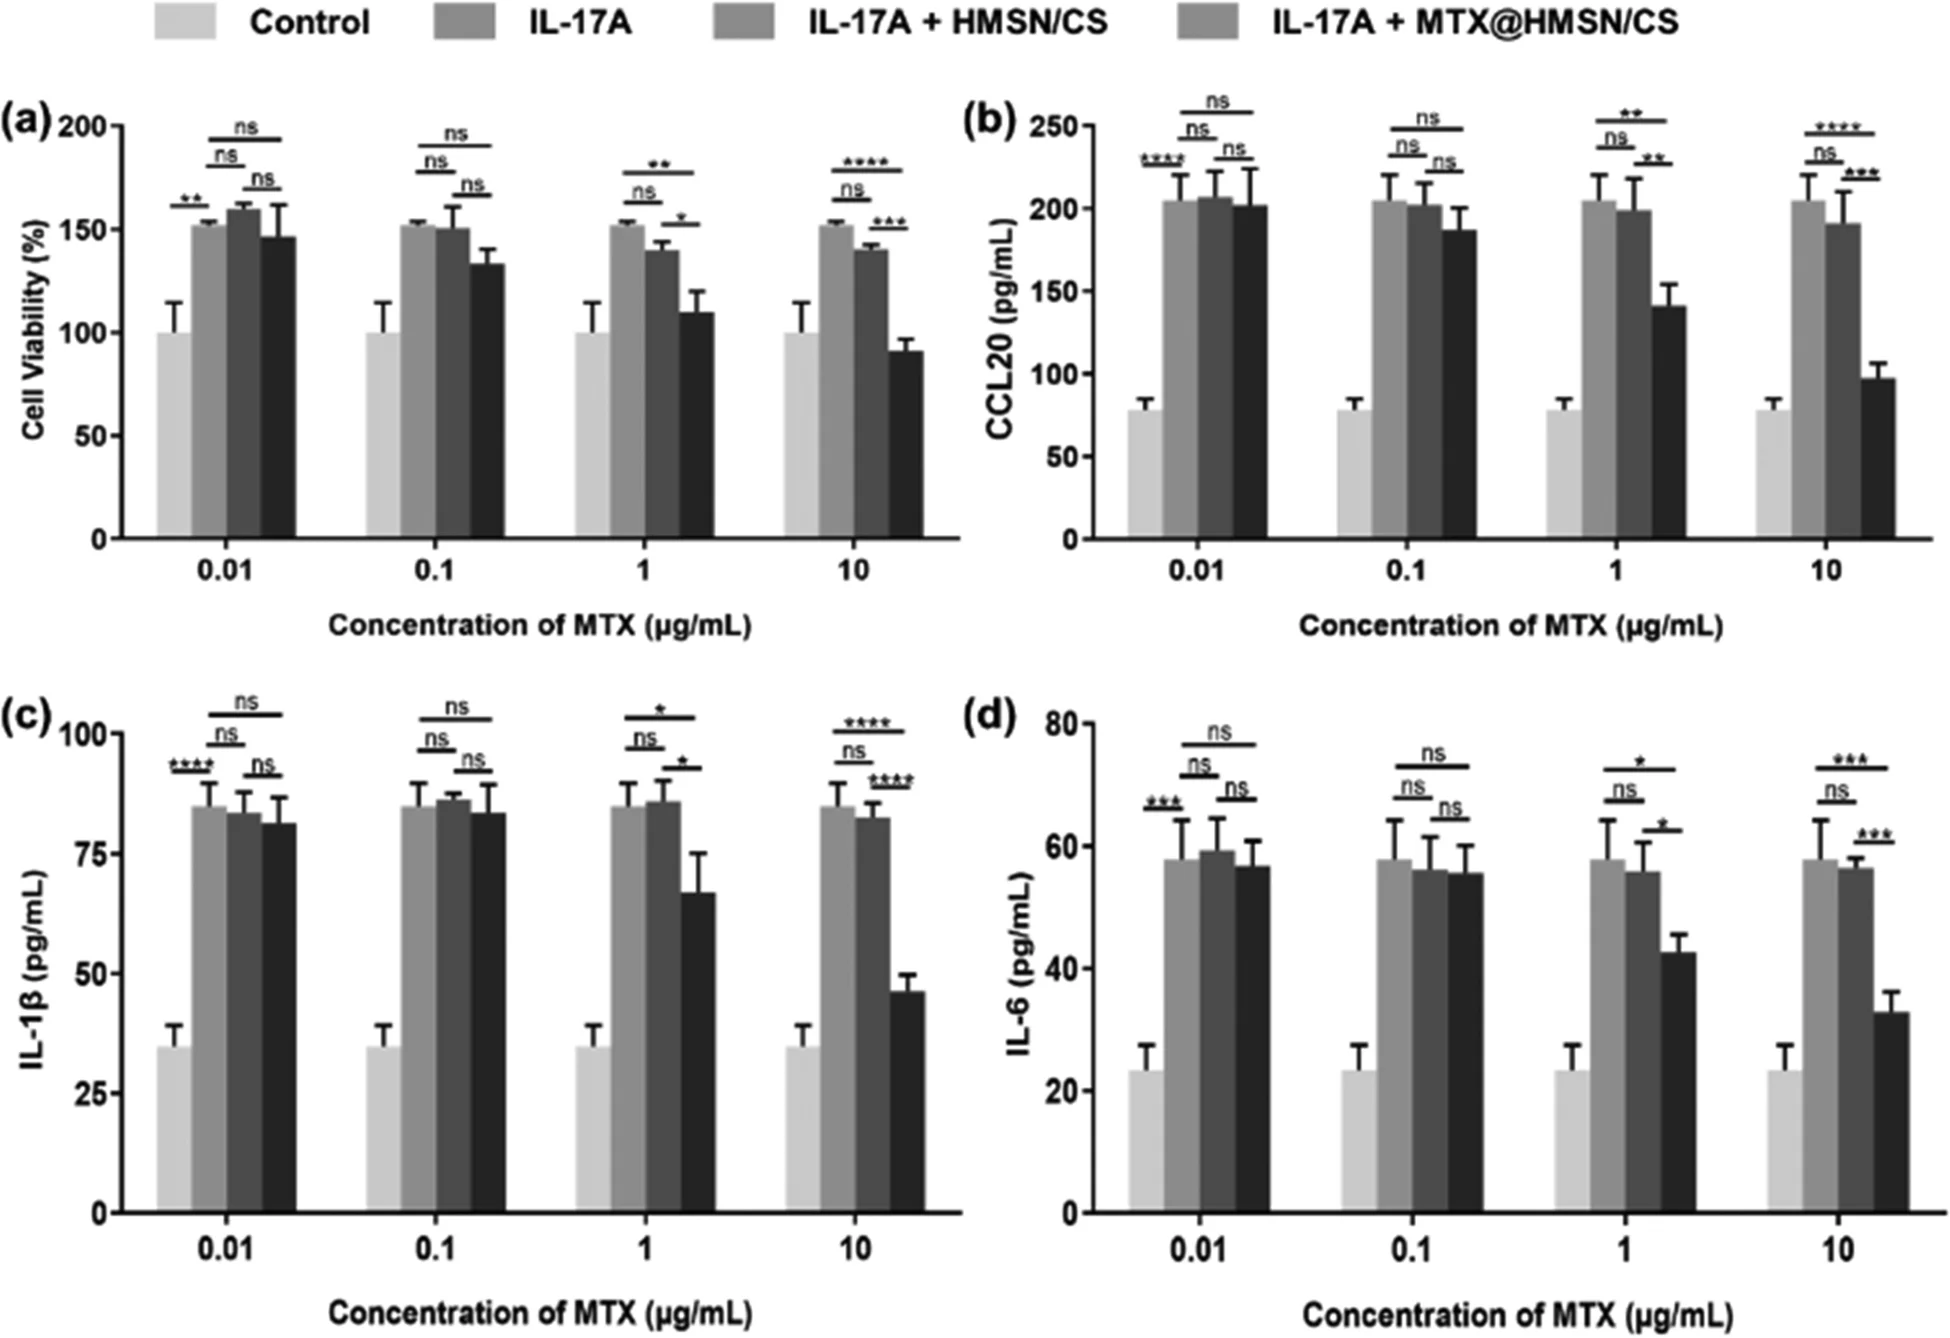 Control IL-17A IL-17A + HMSN/CS IL-17A + MTX@HMSN/CS
(a)
Cell Viability (%)
200
150
100
50
0
ns
ns
ns
**
ns
ns
ns
**
ns
*
****
ns
***
0.01 0.1 1 10
Concentration of MTX (µg/mL)
(b)
CCL20 (pg/mL)
250
200
150
100
50
0
ns
ns
ns
****
ns
ns
ns
**
ns
**
****
ns
***
0.01 0.1 1 10
Concentration of MTX (µg/mL)
(c)
IL-1β (pg/mL)
100
75
50
25
0
ns
ns
ns
****
ns
ns
ns
*
ns
*
****
ns
****
0.01 0.1 1 10
Concentration of MTX (µg/mL)
(d)
IL-6 (pg/mL)
80
60
40
20
0
ns
ns
ns
***
ns
ns
ns
*
ns
*
***
ns
***
0.01 0.1 1 10
Concentration of MTX (µg/mL)